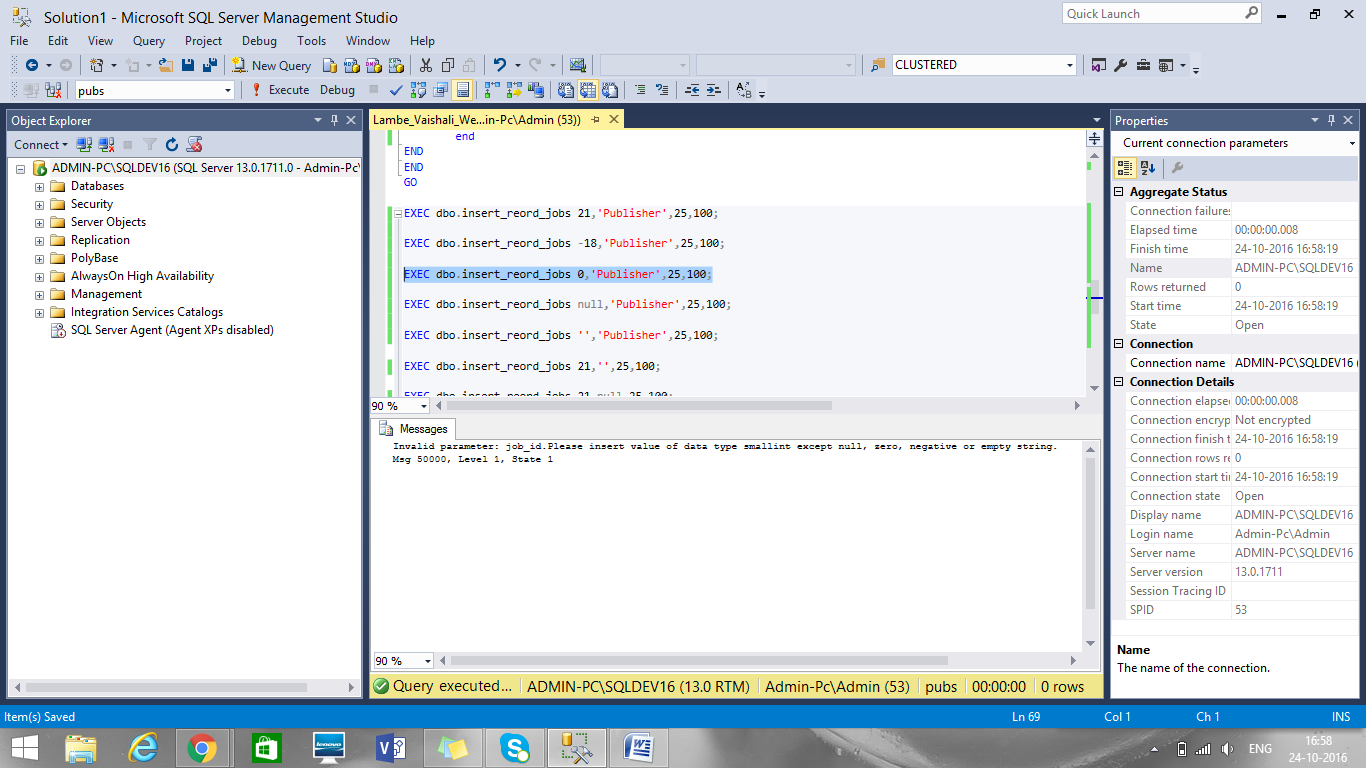 Solution1 - Microsoft SQL Server Management Studio
Quick Launch
File Edit View Query Project Debug Tools Window Help
New Query
CLUSTERED
pubs
Execute Debug
Object Explorer
Connect
ADMIN-PC\SQLDEV16 (SQL Server 13.0.1711.0 - Admin-Pc\
Databases
Security
Server Objects
Replication
PolyBase
AlwaysOn High Availability
Management
Integration Services Catalogs
SQL Server Agent (Agent XPs disabled)
Lambe_Vaishali_We...in-Pc\Admin (53))
end
END
END
GO
EXEC dbo.insert_reord_jobs 21,'Publisher',25,100;
EXEC dbo.insert_reord_jobs -18,'Publisher',25,100;
EXEC dbo.insert_reord_jobs 0,'Publisher',25,100;
EXEC dbo.insert_reord_jobs null,'Publisher',25,100;
EXEC dbo.insert_reord_jobs '','Publisher',25,100;
EXEC dbo.insert_reord_jobs 21,'',25,100;
EXEC dbo.insert_reord_jobs 21,null,25,100;
90 %
Messages
Invalid parameter: job_id.Please insert value of data type smallint except null, zero, negative or empty string.
Msg 50000, Level 1, State 1
90 %
Query executed... ADMIN-PC\SQLDEV16 (13.0 RTM) Admin-Pc\Admin (53) pubs 00:00:00 0 rows
Properties
Current connection parameters
Aggregate Status
Connection failures
Elapsed time 00:00:00.008
Finish time 24-10-2016 16:58:19
Name ADMIN-PC\SQLDEV16
Rows returned 0
Start time 24-10-2016 16:58:19
State Open
Connection
Connection name ADMIN-PC\SQLDEV16 (
Connection Details
Connection elapse 00:00:00.008
Connection encryp Not encrypted
Connection finish t 24-10-2016 16:58:19
Connection rows re 0
Connection start ti 24-10-2016 16:58:19
Connection state Open
Display name ADMIN-PC\SQLDEV16
Login name Admin-Pc\Admin
Server name ADMIN-PC\SQLDEV16
Server version 13.0.1711
Session Tracing ID
SPID 53
Name
The name of the connection.
Item(s) Saved Ln 69 Col 1 Ch 1 INS
lenovo
ENG
16:58
24-10-2016